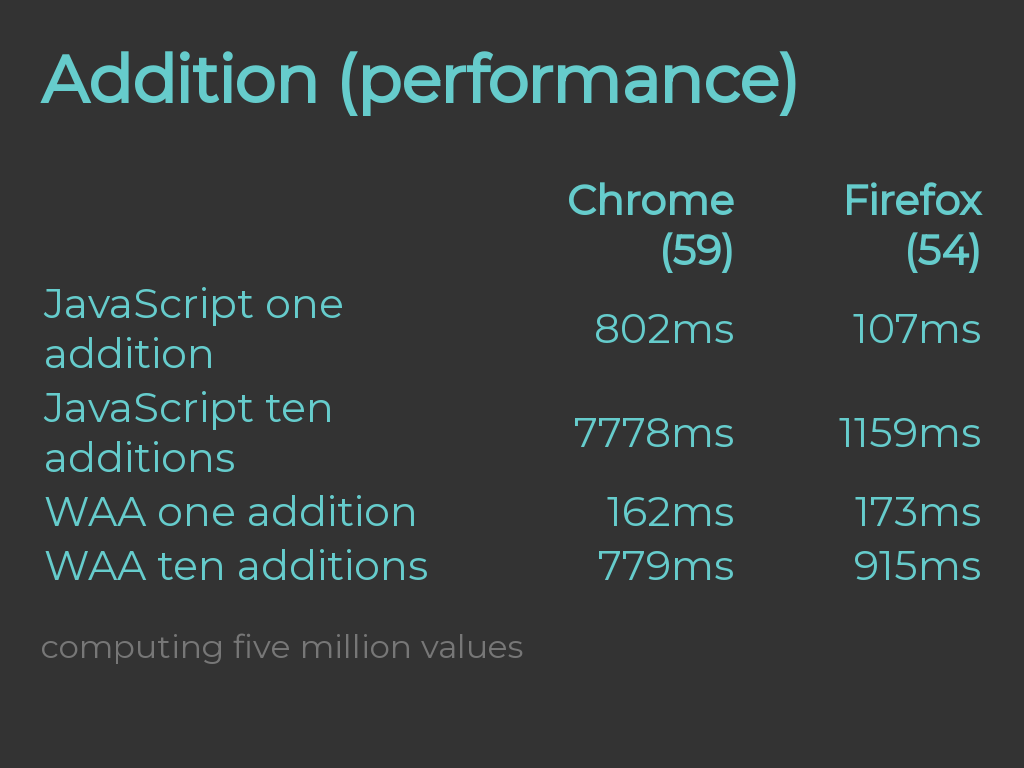 Addition (performance)
Chrome Firefox
(59) (54)
JavaScript one
addition 802ms 107ms
JavaScript ten
additions 7778ms 1159ms
WAA one addition 162ms 173ms
WAA ten additions 779ms 915ms
computing five million values